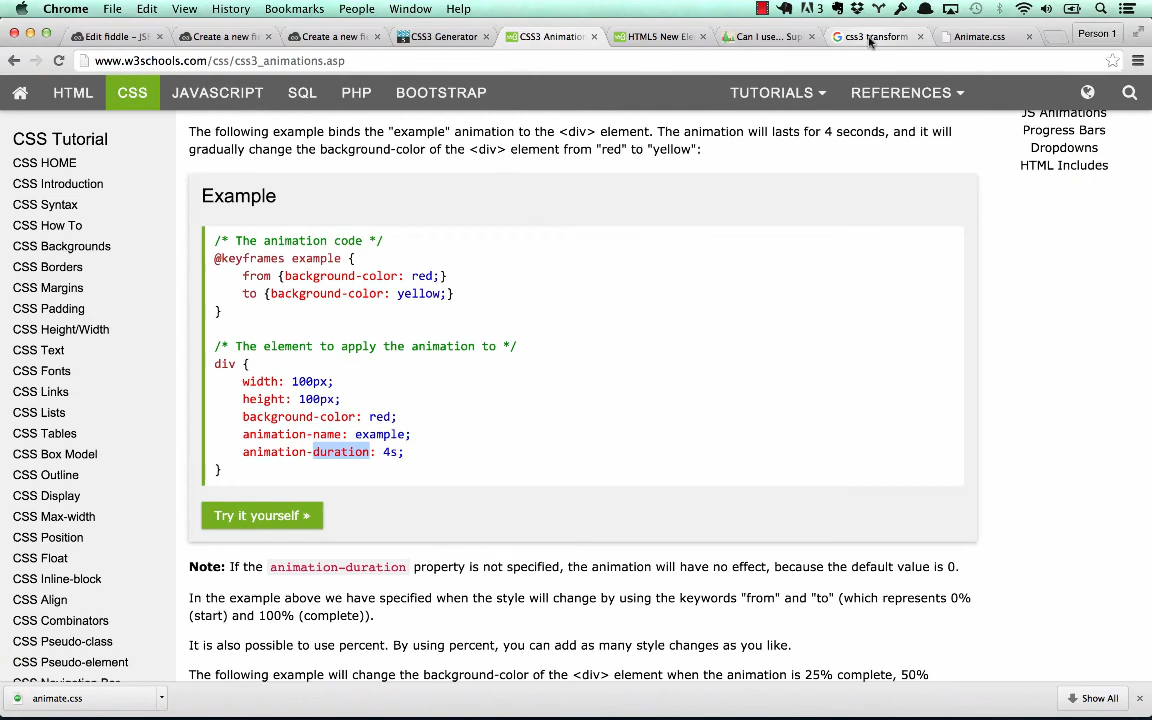 Chrome File Edit View History Bookmarks People Window Help
3
Edit fiddle - JSF
Create a new fid
Create a new fid
CSS3 Generator
CSS3 Animation
HTML5 New Elem
Can I use... Supp
css3 transform
Animate.css
Person 1
www.w3schools.com/css/css3_animations.asp
HTML CSS JAVASCRIPT SQL PHP BOOTSTRAP TUTORIALS REFERENCES
CSS Tutorial
CSS HOME
CSS Introduction
CSS Syntax
CSS How To
CSS Backgrounds
CSS Borders
CSS Margins
CSS Padding
CSS Height/Width
CSS Text
CSS Fonts
CSS Links
CSS Lists
CSS Tables
CSS Box Model
CSS Outline
CSS Display
CSS Max-width
CSS Position
CSS Float
CSS Inline-block
CSS Align
CSS Combinators
CSS Pseudo-class
CSS Pseudo-element
CSS Navigation Bar
The following example binds the "example" animation to the <div> element. The animation will lasts for 4 seconds, and it will
gradually change the background-color of the <div> element from "red" to "yellow":
Example
/* The animation code */
@keyframes example {
from {background-color: red;}
to {background-color: yellow;}
}
/* The element to apply the animation to */
div {
width: 100px;
height: 100px;
background-color: red;
animation-name: example;
animation-duration: 4s;
}
Try it yourself »
Note: If the animation-duration property is not specified, the animation will have no effect, because the default value is 0.
In the example above we have specified when the style will change by using the keywords "from" and "to" (which represents 0%
(start) and 100% (complete)).
It is also possible to use percent. By using percent, you can add as many style changes as you like.
The following example will change the background-color of the <div> element when the animation is 25% complete, 50%
JS Animations
Progress Bars
Dropdowns
HTML Includes
animate.css
Show All